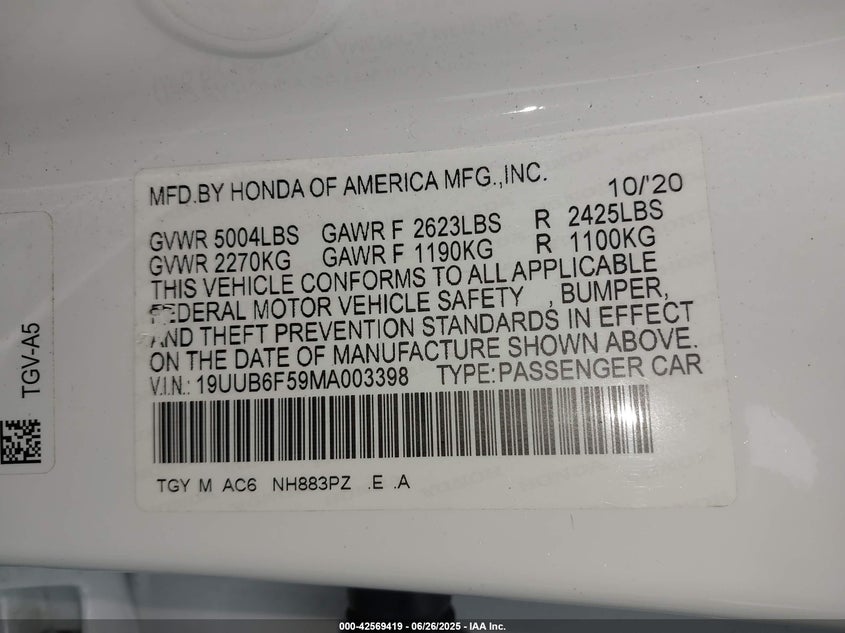 MFD.BY HONDA OF AMERICA MFG.,INC. 10/'20
GVWR 5004LBS GAWR F 2623LBS R 2425LBS
GVWR 2270KG GAWR F 1190KG R 1100KG
THIS VEHICLE CONFORMS TO ALL APPLICABLE
FEDERAL MOTOR VEHICLE SAFETY , BUMPER,
AND THEFT PREVENTION STANDARDS IN EFFECT
ON THE DATE OF MANUFACTURE SHOWN ABOVE.
V.I.N.: 19UUB6F59MA003398 TYPE:PASSENGER CAR
TGY M AC6 NH883PZ .E .A
TGV-A5
000-42569419 / 06/26/2025 - IAA Inc.